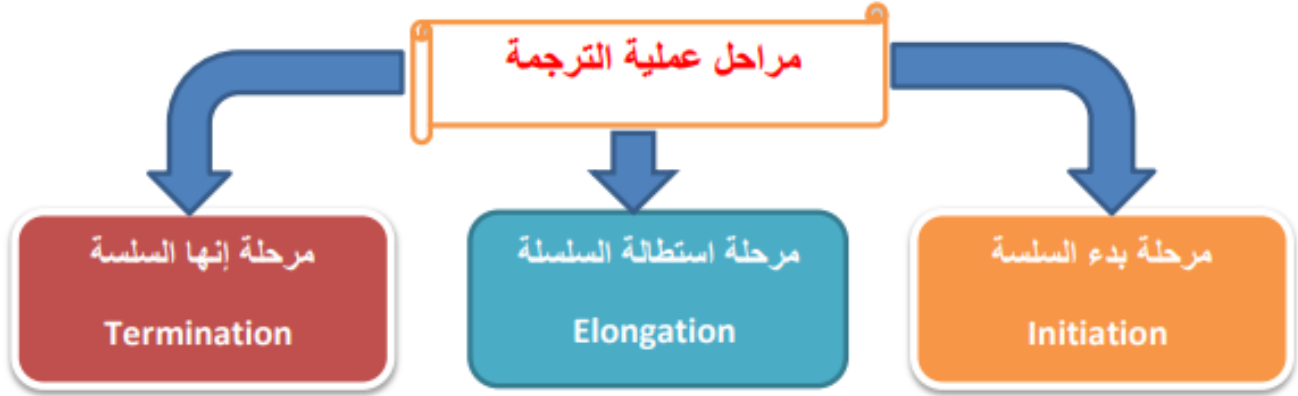 مراحل عملية الترجمة
مرحلة بدء السلسة
Initiation
مرحلة استطالة السلسلة
Elongation
مرحلة إنها السلسة
Termination